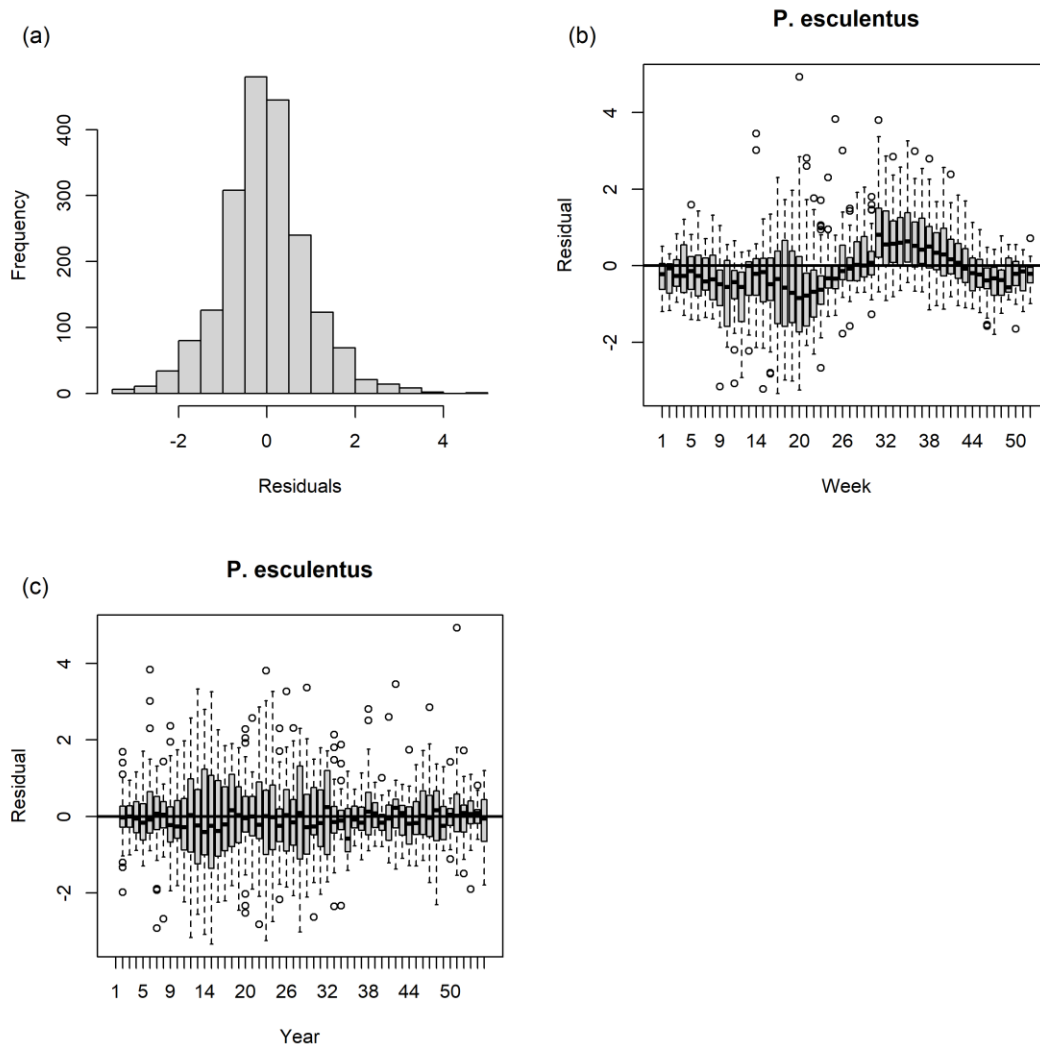 (a)
Frequency
400
300
200
100
0
-2 0 2 4
Residuals
P. esculentus
(b)
Residual
4
2
0
-2
1 5 9 14 20 26 32 38 44 50
Week
P. esculentus
(c)
Residual
4
2
0
-2
1 5 9 14 20 26 32 38 44 50
Year